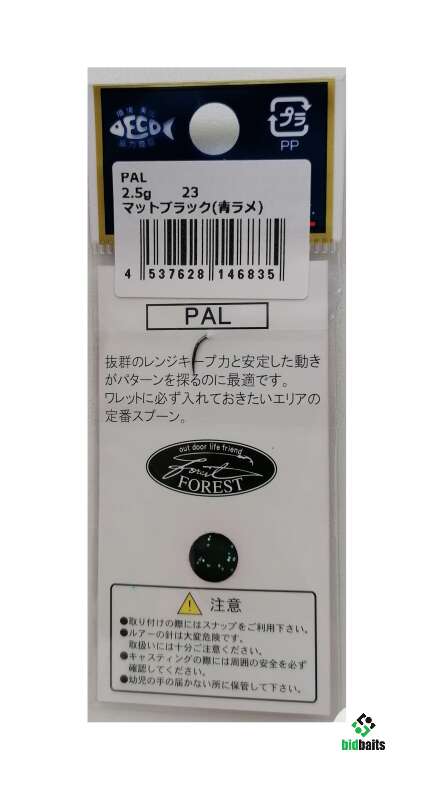 ECO
プラ
PP
PAL
2.5g 23
マットブラック(青ラメ)
4 537628 146835
PAL
抜群のレンジキープ力と安定した動き
がパターンを探るのに最適です。
ワレットに必ず入れておきたいエリアの
定番スプーン。
out door life friend
Forest
FOREST
注意
●取り付けの際にはスナップをご利用下さい。
●ルアーの針は大変危険です。
取扱いには十分ご注意ください。
●キャスティングの際には周囲の安全を必ず
確認してください。
●幼児の手の届かない所に保管して下さい。
bidbaits